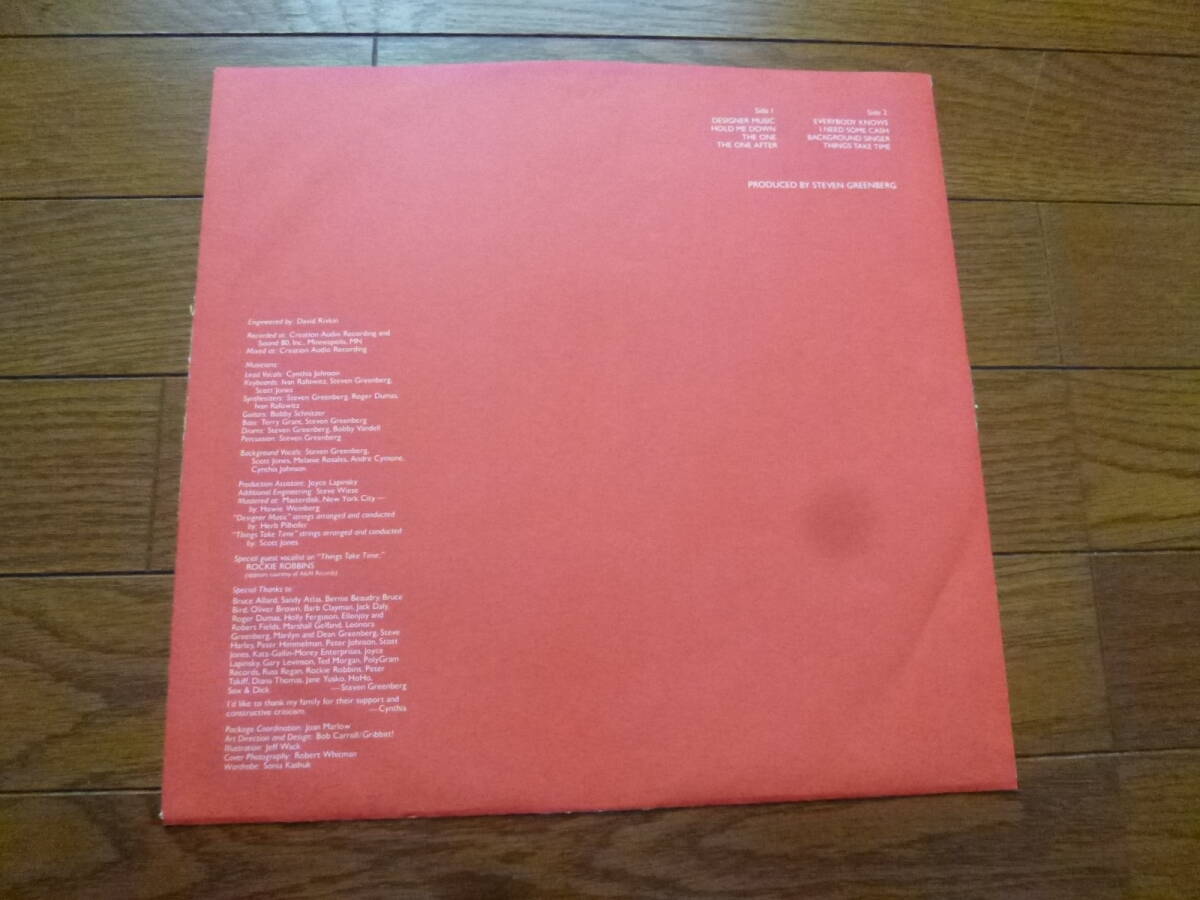 Side 1
DESIGNER MUSIC
HOLD ME DOWN
THE ONE
THE ONE AFTER
Side 2
EVERYBODY KNOWS
I NEED SOME CASH
BACKGROUND SINGER
THINGS TAKE TIME
PRODUCED BY STEVEN GREENBERG
Engineered by: David Rivkin
Recorded at: Creation Audio Recording and
Sound 80, Inc., Minneapolis, MN
Mixed at: Creation Audio Recording
Musicians:
Lead Vocals: Cynthia Johnson
Keyboards: Ivan Rafowitz, Steven Greenberg,
Scott Jones
Synthesizers: Steven Greenberg, Roger Dumas,
Ivan Rafowitz
Guitars: Bobby Schnitzer
Bass: Terry Grant, Steven Greenberg
Drums: Steven Greenberg, Bobby Vandell
Percussion: Steven Greenberg
Background Vocals: Steven Greenberg,
Scott Jones, Melanie Rosales, Andre Cymone,
Cynthia Johnson
Production Assistant: Joyce Lapinsky
Additional Engineering: Steve Wiese
Mastered at: Masterdisk, New York City—
by: Howie Weinberg
"Designer Music" strings arranged and conducted
by: Herb Pilhofer
"Things Take Time" strings arranged and conducted
by: Scott Jones
Special guest vocalist on "Things Take Time,"
ROCKIE ROBBINS
(appears courtesy of A&M Records)
Special Thanks to:
Bruce Allard, Sandy Atlas, Bernie Beaudry, Bruce
Bird, Oliver Brown, Barb Clayman, Jack Daly,
Roger Dumas, Holly Ferguson, Ellenjoy and
Robert Fields, Marshall Gelfand, Leonora
Greenberg, Marilyn and Dean Greenberg, Steve
Harley, Peter Himmelman, Peter Johnson, Scott
Jones, Katz-Gallin-Morey Enterprises, Joyce
Lapinsky, Gary Levinson, Ted Morgan, PolyGram
Records, Russ Regan, Rockie Robbins, Peter
Takiff, Diana Thomas, Jane Yusko, HoHo,
Sox & Dick —Steven Greenberg
I'd like to thank my family for their support and
constructive criticism. —Cynthia
Package Coordination: Joan Marlow
Art Direction and Design: Bob Carroll/Gribbitt!
Illustration: Jeff Wack
Cover Photography: Robert Whitman
Wardrobe: Sonia Kashuk